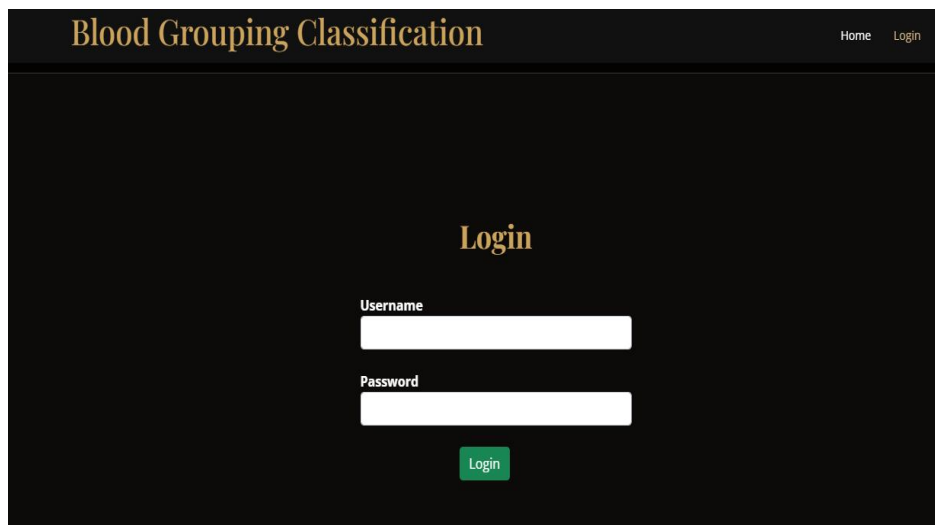 Blood Grouping Classification
Home Login
Login
Username
Password
Login